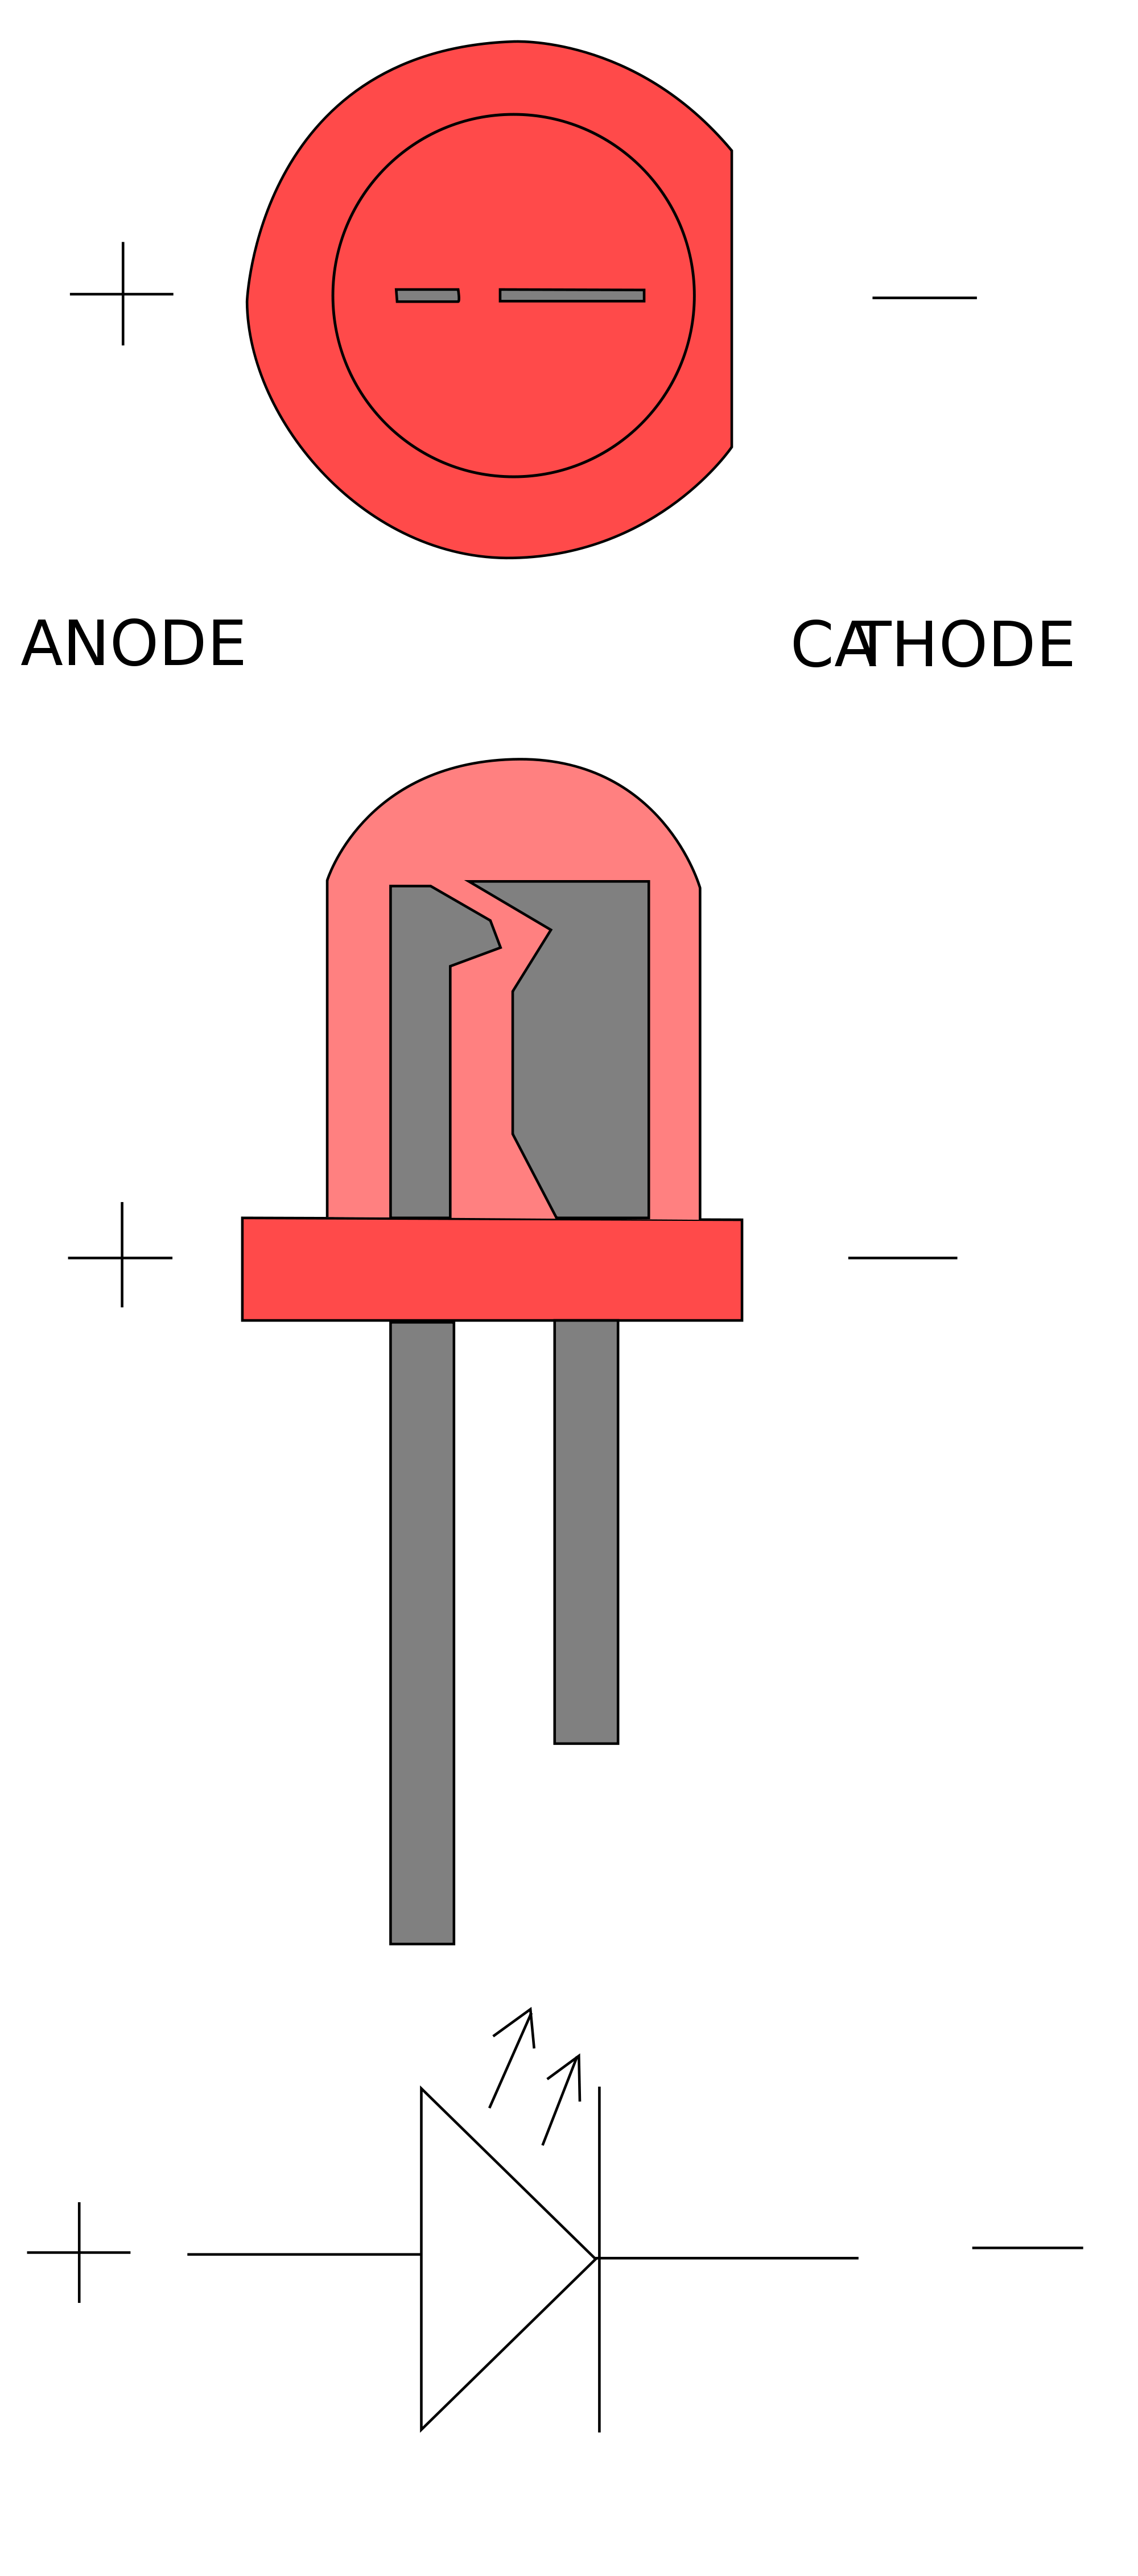 + −
ANODE CATHODE
+ −
+ −